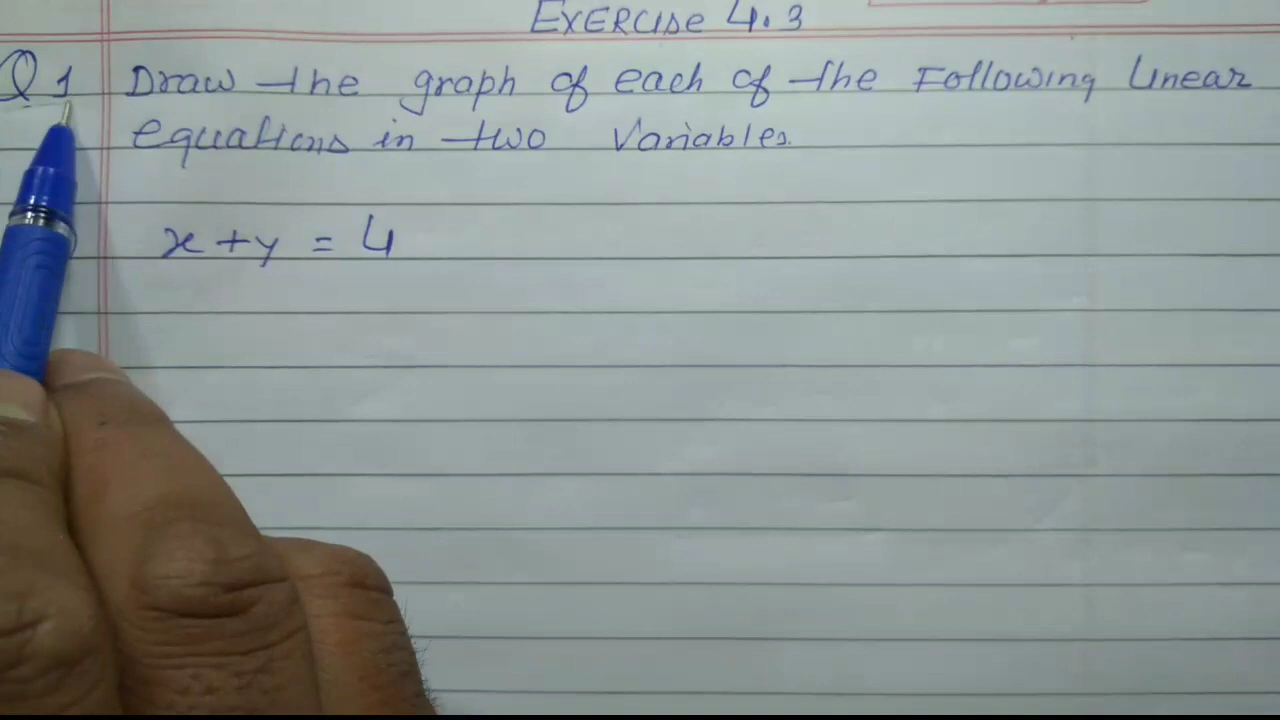 EXERCISE 4.3
Q1 Draw the graph of each of the Following linear
equations in two Variables.
x + y = 4